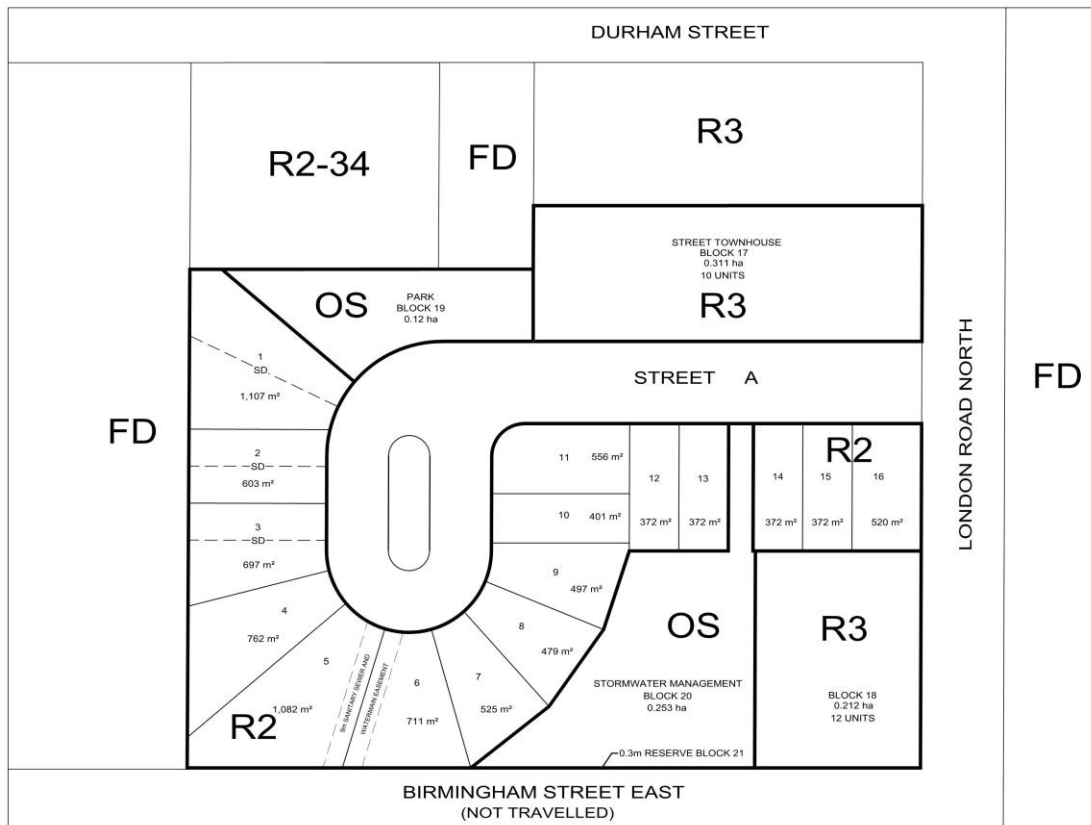 DURHAM STREET
R2-34
FD
R3
STREET TOWNHOUSE
BLOCK 17
0.311 ha
10 UNITS
R3
OS
PARK
BLOCK 19
0.12 ha
1
SD
1,107 m²
STREET A
FD
FD
LONDON ROAD NORTH
2
SD
603 m²
3
SD
697 m²
4
762 m²
5
1,082 m²
R2
9m SANITARY SEWER AND
WATERMAIN EASEMENT
6
711 m²
7
525 m²
8
479 m²
9
497 m²
10 401 m²
11 556 m²
12
372 m²
13
372 m²
R2
14
372 m²
15
372 m²
16
520 m²
OS
STORMWATER MANAGEMENT
BLOCK 20
0.253 ha
0.3m RESERVE BLOCK 21
R3
BLOCK 18
0.212 ha
12 UNITS
BIRMINGHAM STREET EAST
(NOT TRAVELLED)